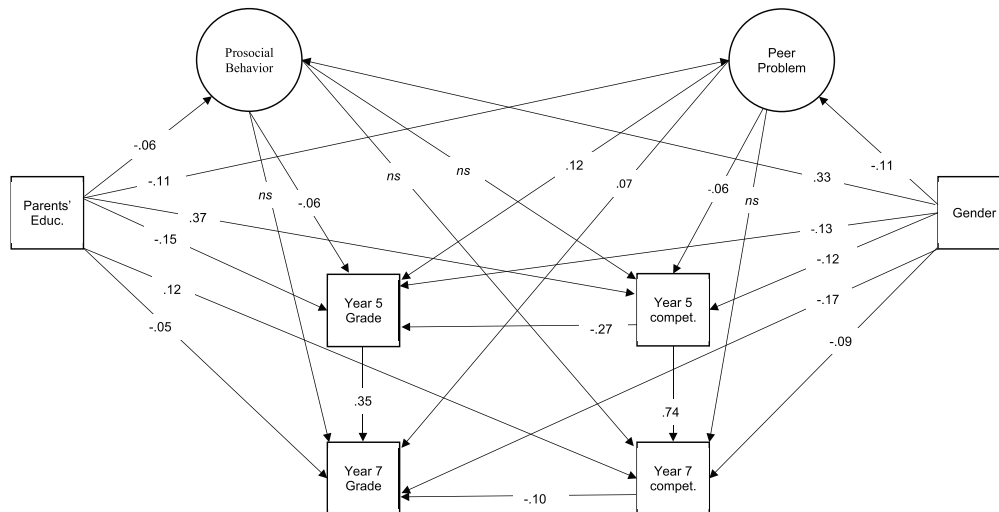 Prosocial
Behavior
Peer
Problem
-.06
-.11
.12
ns
ns
.07
-.06
ns
.33
-.11
Parents’
Educ.
ns
-.06
.37
-.15
-.13
-.12
-.17
Gender
.12
-.05
Year 5
Grade
-.27
Year 5
compet.
-.09
.35
.74
Year 7
Grade
-.10
Year 7
compet.